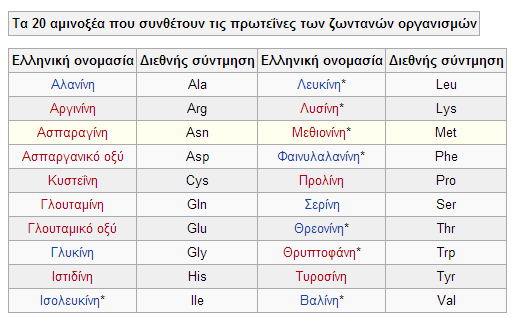 Τα 20 αμινοξέα που συνθέτουν τις πρωτεΐνες των ζωντανών οργανισμών
Ελληνική ονομασία Διεθνής σύντμηση Ελληνική ονομασία Διεθνής σύντμηση
Αλανίνη Ala Λευκίνη* Leu
Αργινίνη Arg Λυσίνη* Lys
Ασπαραγίνη Asn Μεθιονίνη* Met
Ασπαργανικό οξύ Asp Φαινυλαλανίνη* Phe
Κυστεΐνη Cys Προλίνη Pro
Γλουταμίνη Gln Σερίνη Ser
Γλουταμικό οξύ Glu Θρεονίνη* Thr
Γλυκίνη Gly Θρυπτοφάνη* Trp
Ιστιδίνη His Τυροσίνη Tyr
Ισολευκίνη* Ile Βαλίνη* Val